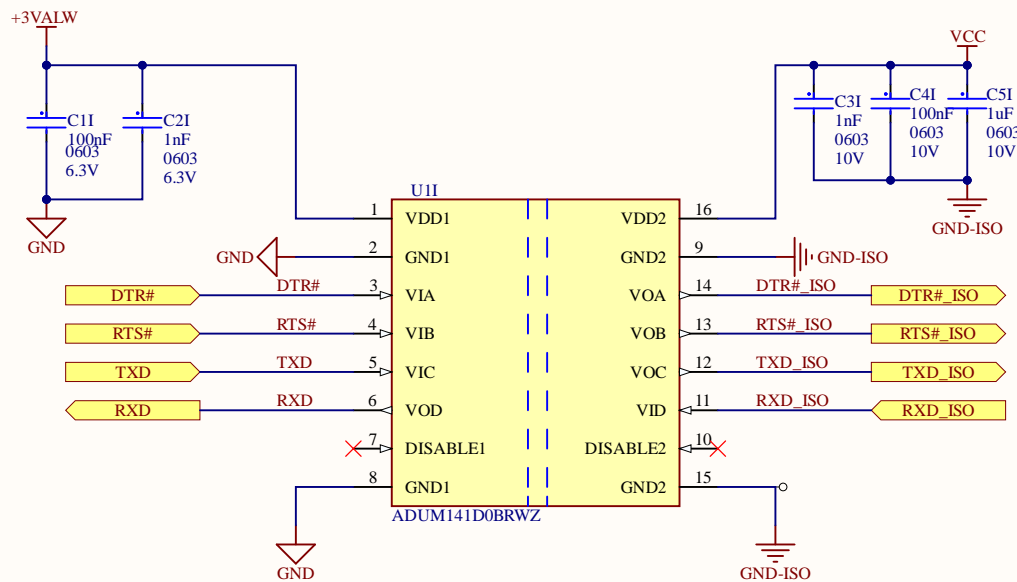 +3VALW
VCC
C1I
100nF
0603
6.3V
C2I
1nF
0603
6.3V
C3I
1nF
0603
10V
C4I
100nF
0603
10V
C5I
1uF
0603
10V
GND
GND-ISO
U1I
1 VDD1 VDD2 16
GND 2 GND1 GND2 9 GND-ISO
DTR# DTR# 3 VIA VOA 14 DTR#_ISO DTR#_ISO
RTS# RTS# 4 VIB VOB 13 RTS#_ISO RTS#_ISO
TXD TXD 5 VIC VOC 12 TXD_ISO TXD_ISO
RXD RXD 6 VOD VID 11 RXD_ISO RXD_ISO
7 DISABLE1 DISABLE2 10
8 GND1 GND2 15
ADUM141D0BRWZ
GND
GND-ISO